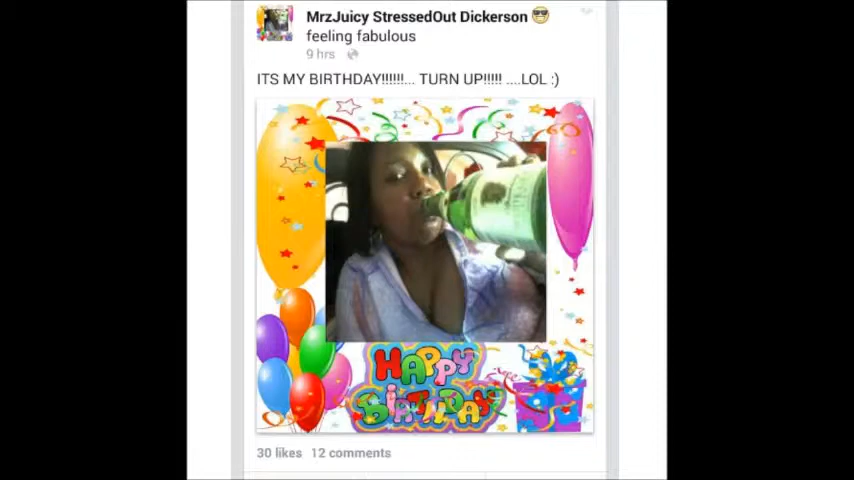 MrzJuicy StressedOut Dickerson
feeling fabulous
9 hrs
ITS MY BIRTHDAY!!!!!!... TURN UP!!!!! ....LOL :)
HAPPY
BIRTHDAY
30 likes 12 comments